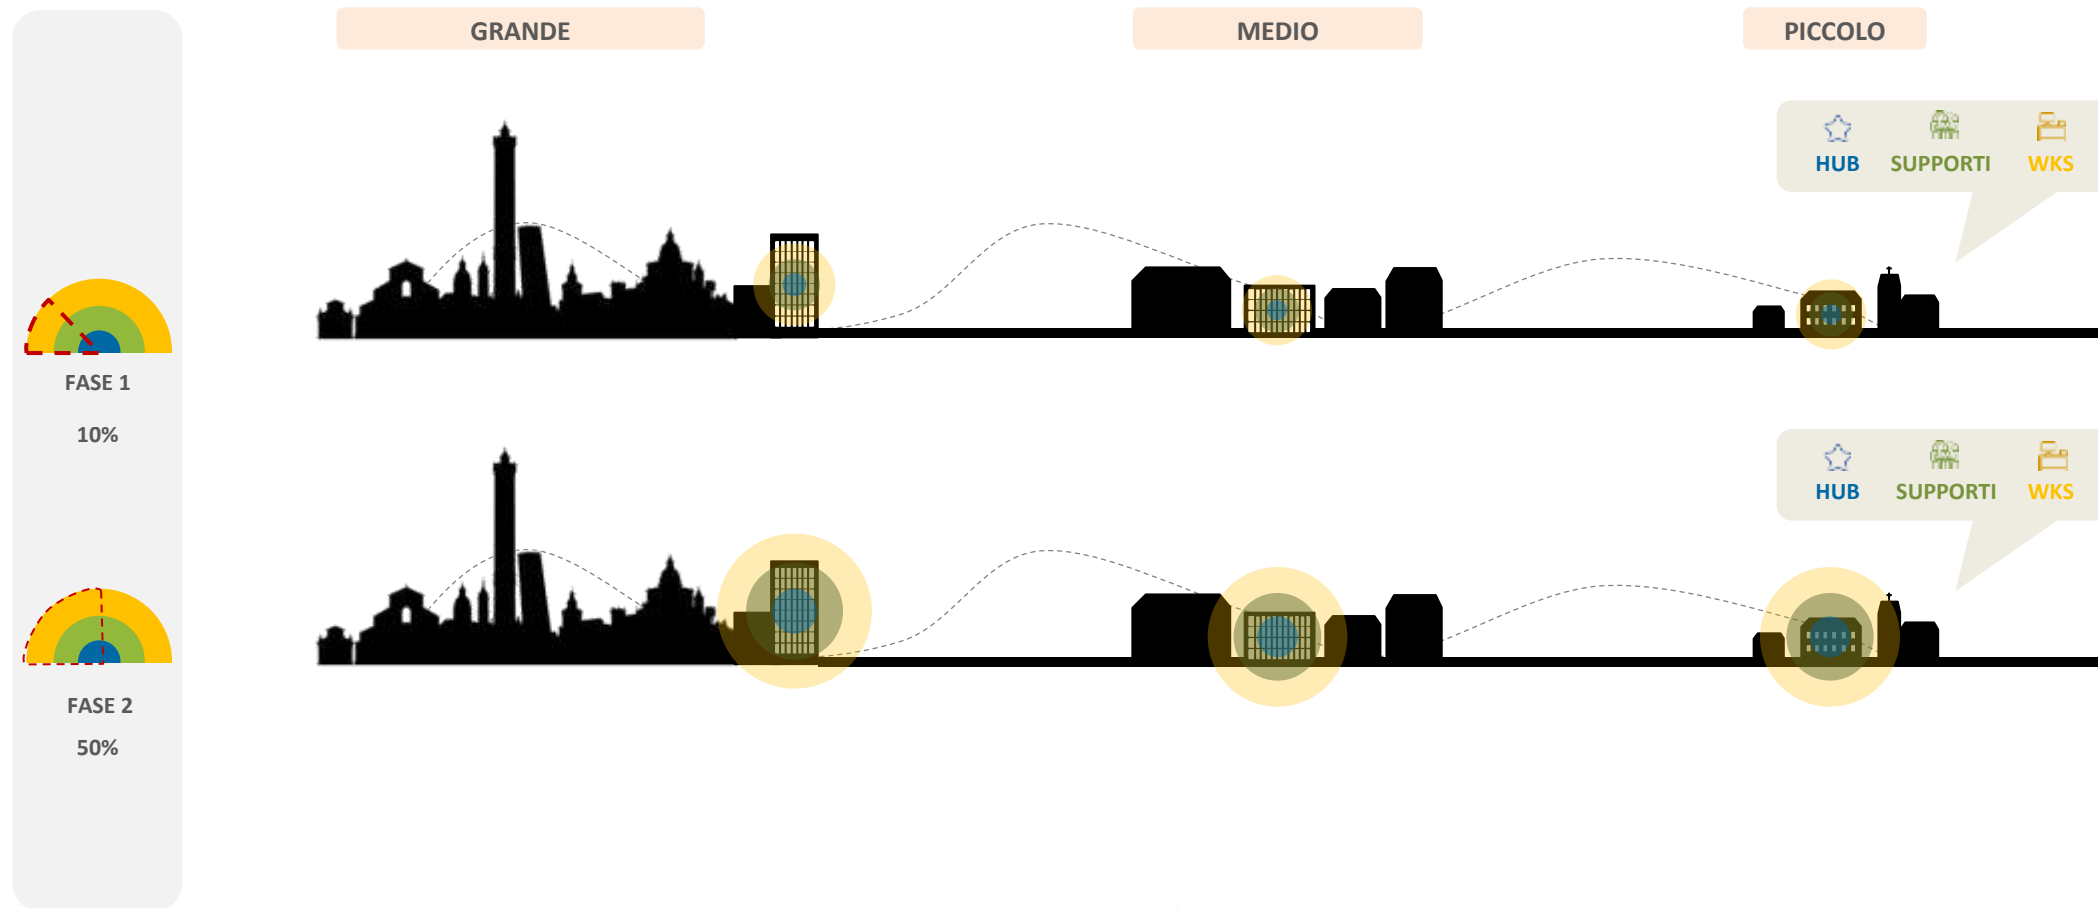 GRANDE
MEDIO
PICCOLO
HUB
SUPPORTI
WKS
FASE 1
10%
HUB
SUPPORTI
WKS
FASE 2
50%